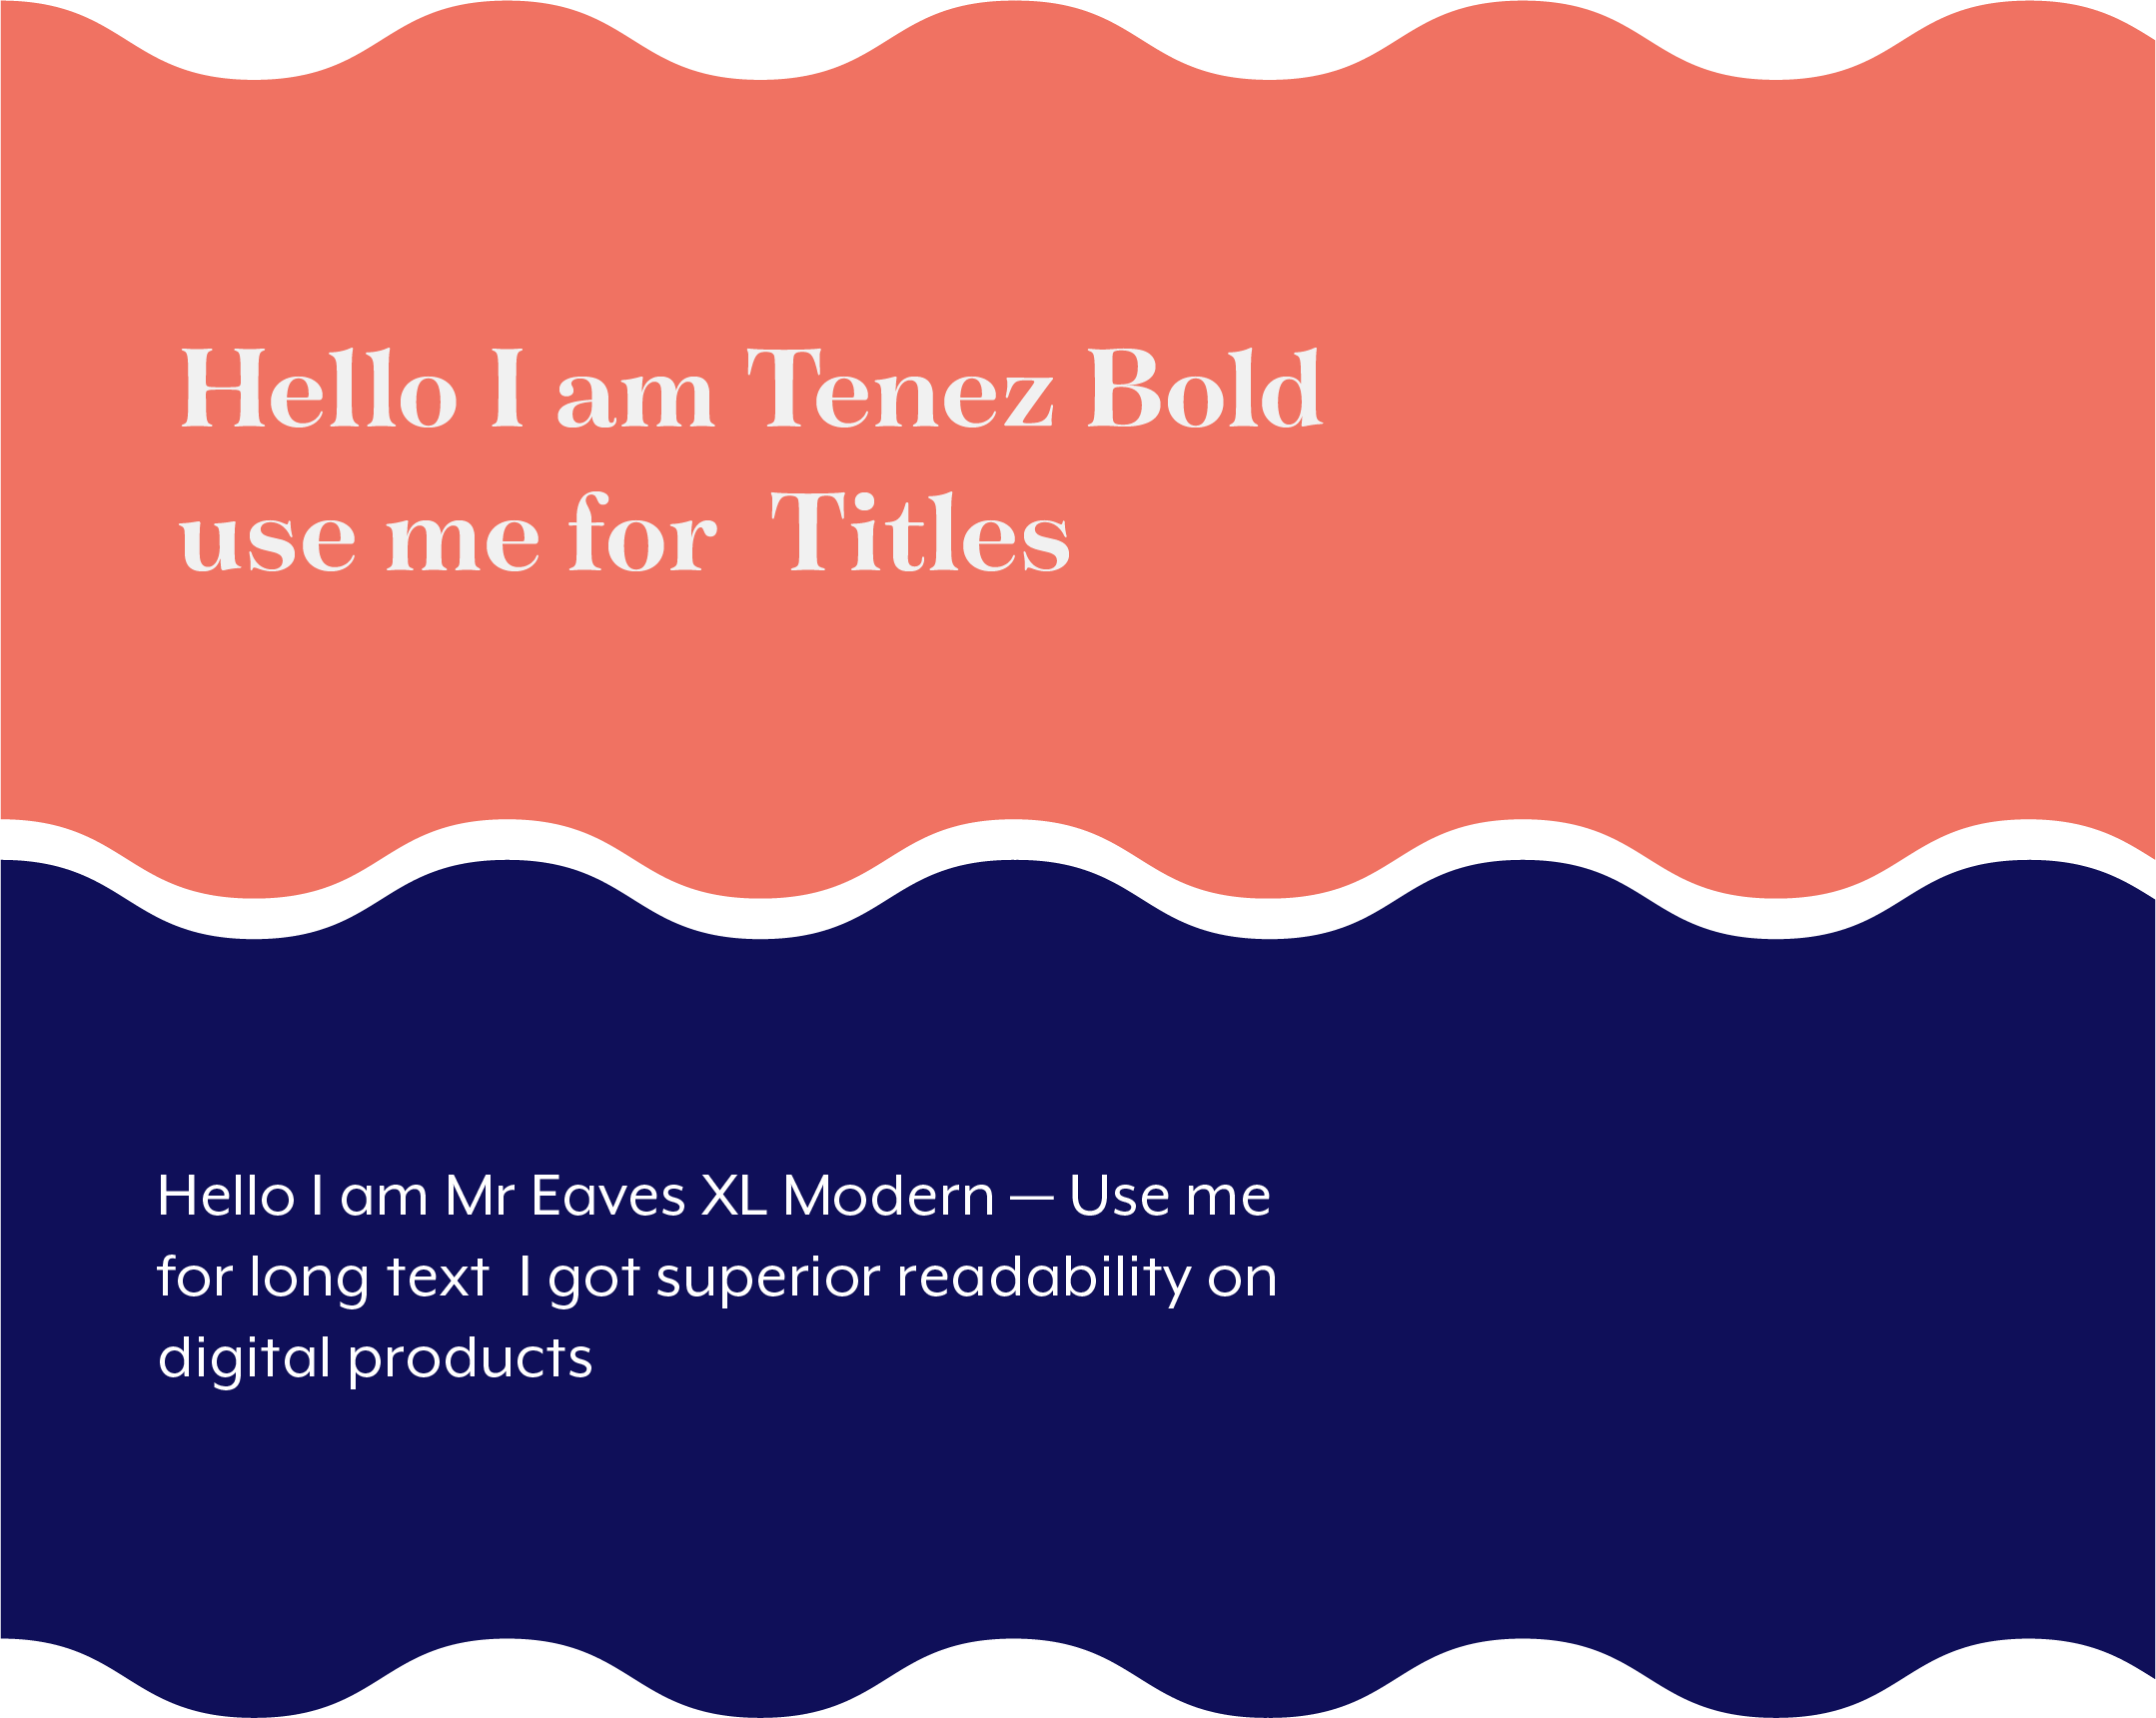 Hello I am Tenez Bold
use me for Titles
Hello I am Mr Eaves XL Modern — Use me
for long text  I got superior readability on
digital products